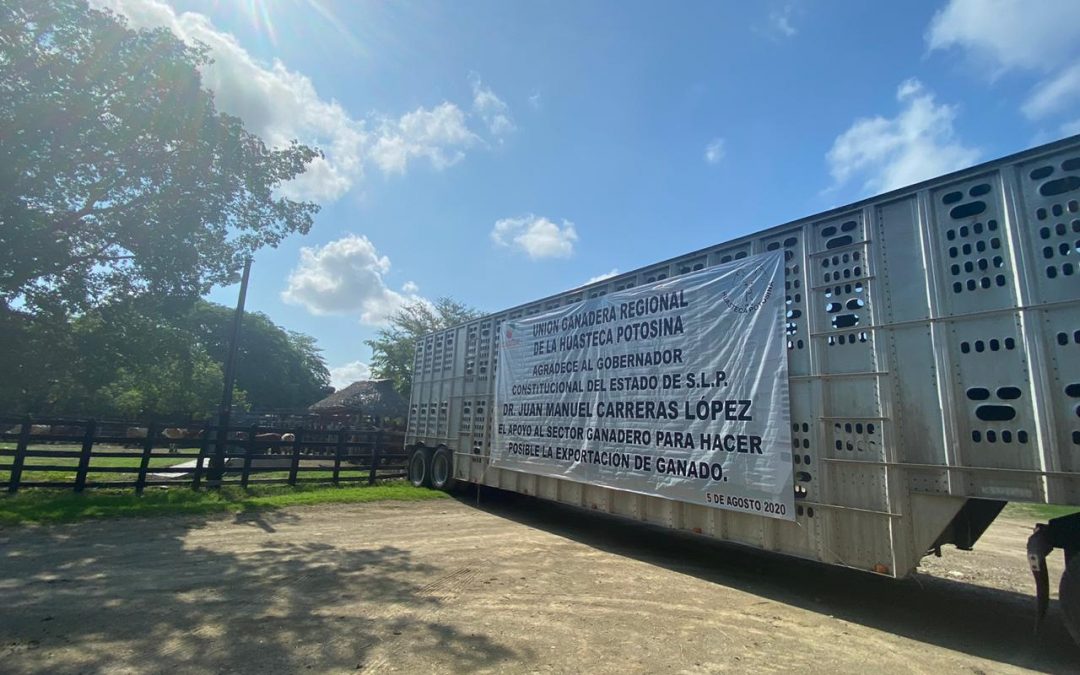 UNION GANADERA REGIONAL
DE LA HUASTECA POTOSINA
AGRADECE AL GOBERNADOR
CONSTITUCIONAL DEL ESTADO DE S.L.P.
DR. JUAN MANUEL CARRERAS LÓPEZ
EL APOYO AL SECTOR GANADERO PARA HACER
POSIBLE LA EXPORTACIÓN DE GANADO.
5 DE AGOSTO 2020